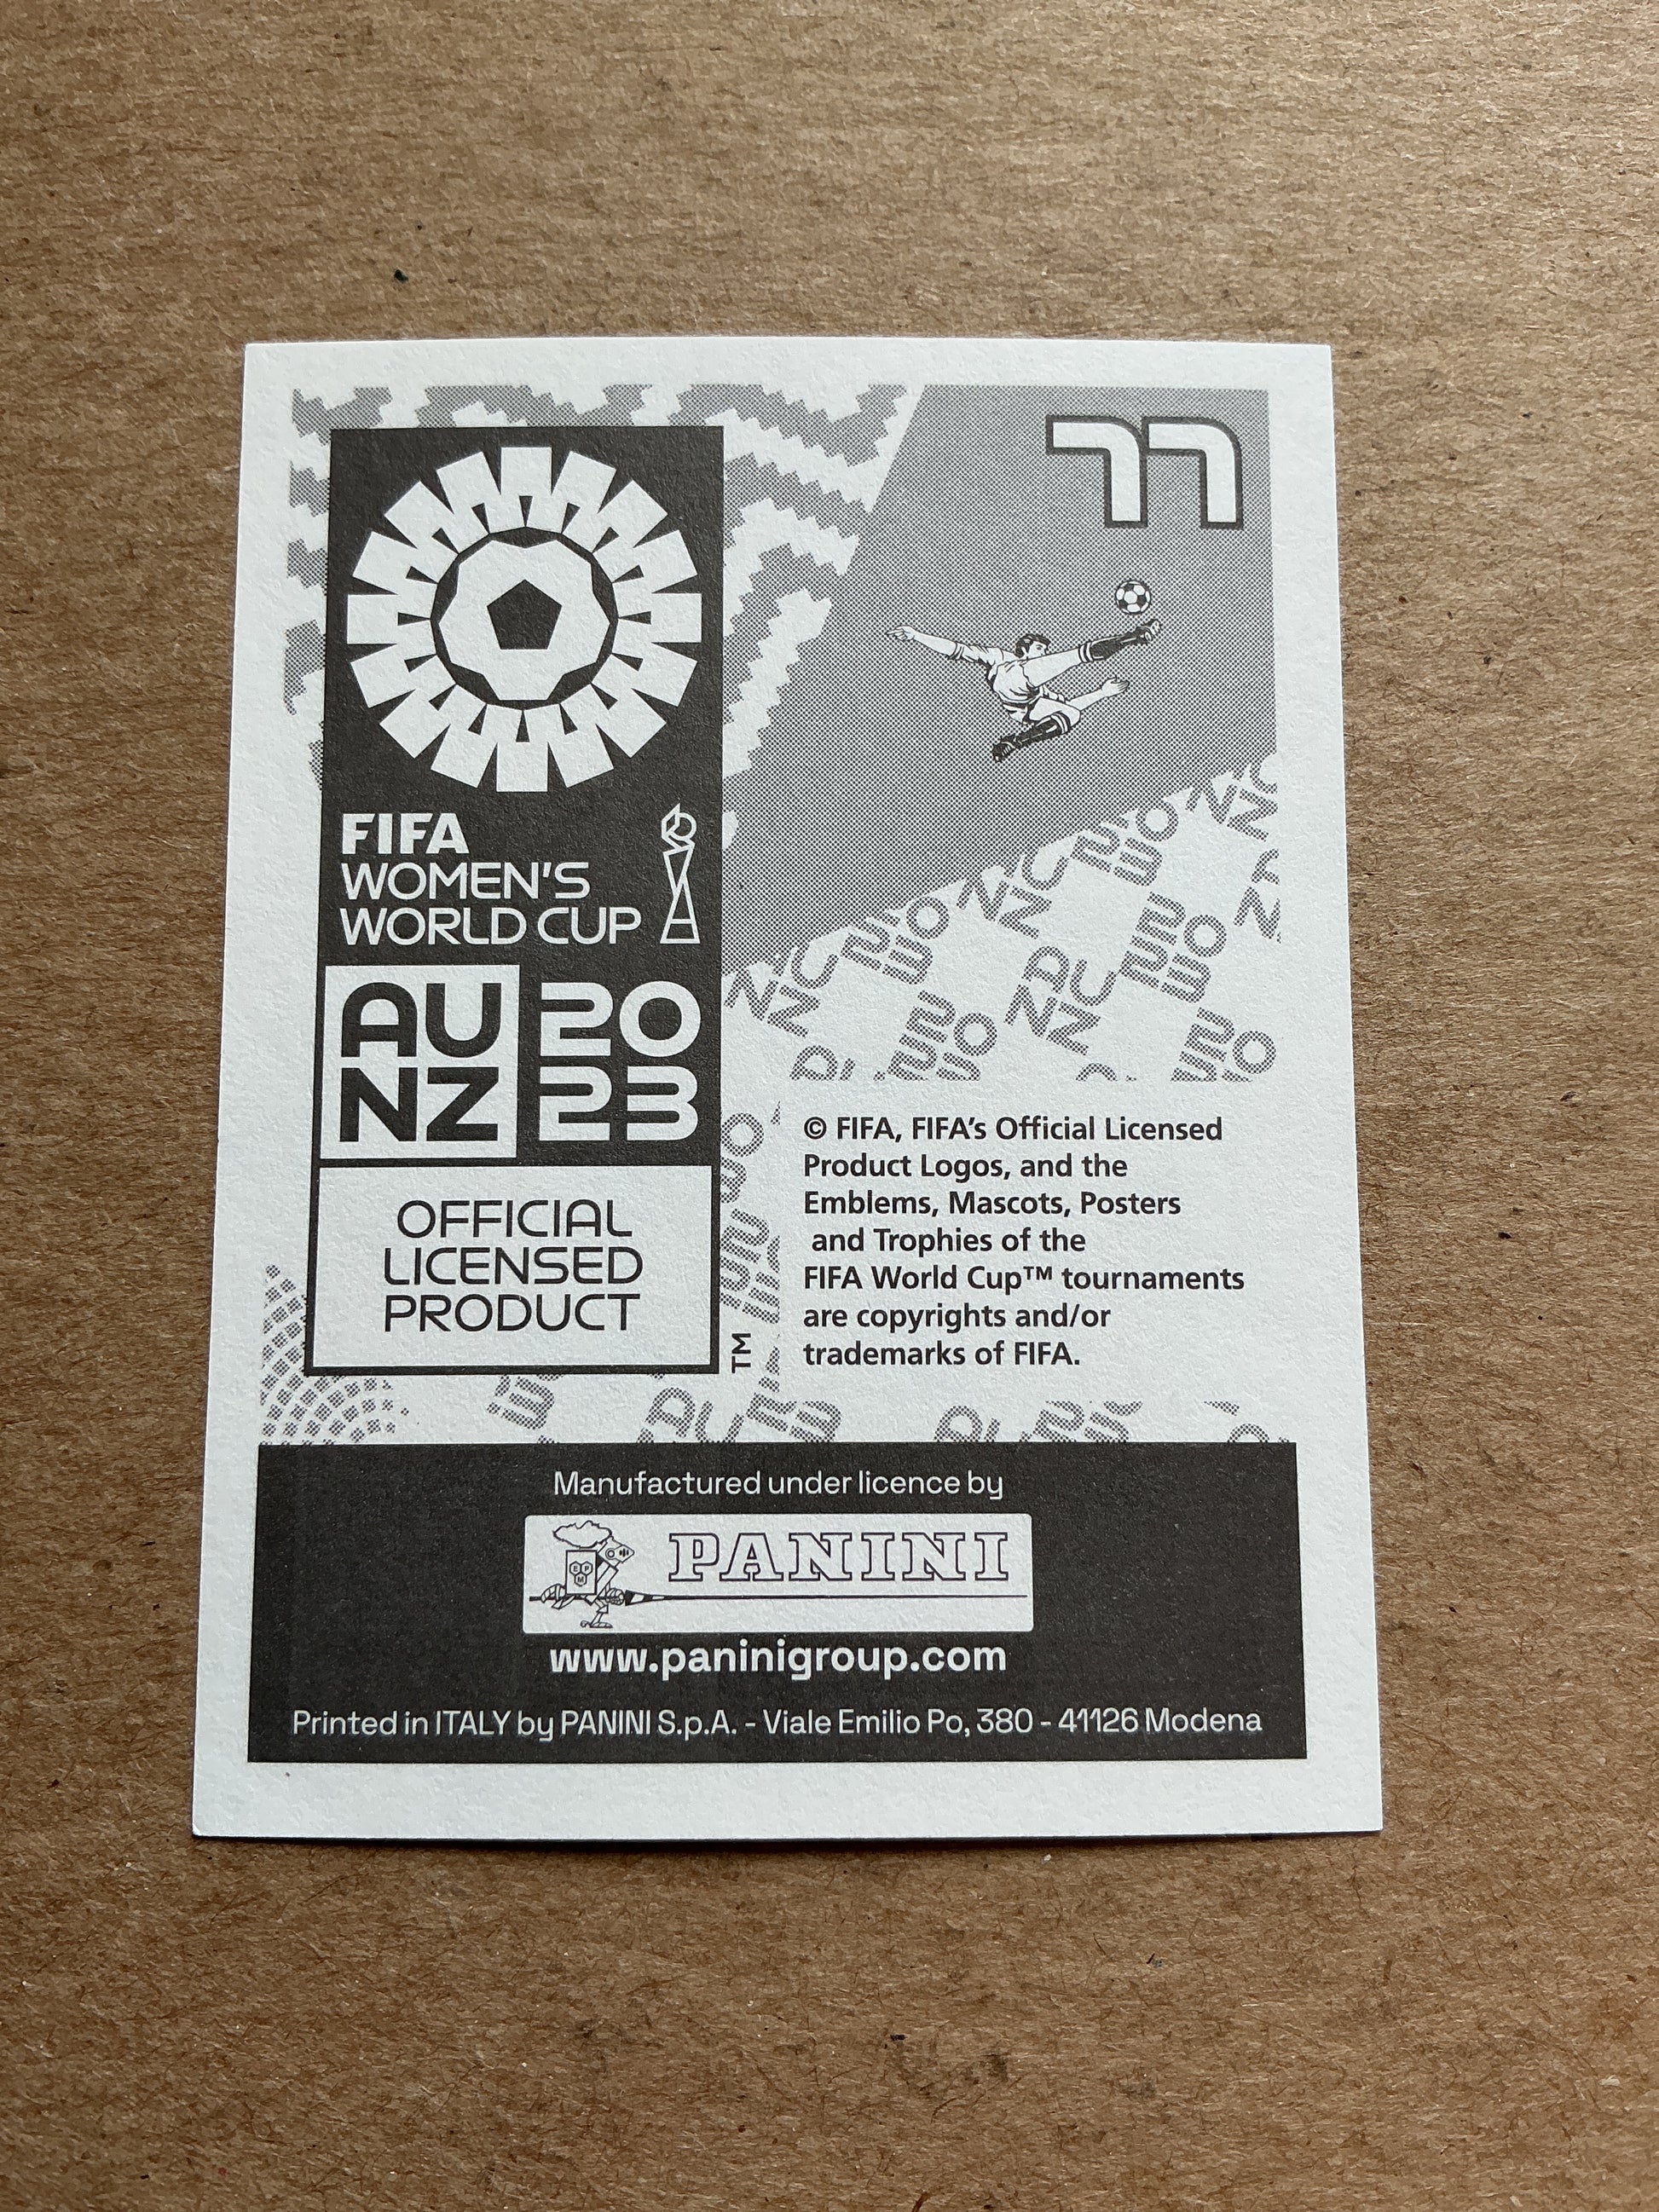 77
FIFA
WOMEN'S
WORLD CUP
AU
NZ
20
23
OFFICIAL
LICENSED
PRODUCT
TM
© FIFA, FIFA's Official Licensed
Product Logos, and the
Emblems, Mascots, Posters
and Trophies of the
FIFA World Cup™ tournaments
are copyrights and/or
trademarks of FIFA.
Manufactured under licence by
PANINI
www.paninigroup.com
Printed in ITALY by PANINI S.p.A. - Viale Emilio Po, 380 - 41126 Modena